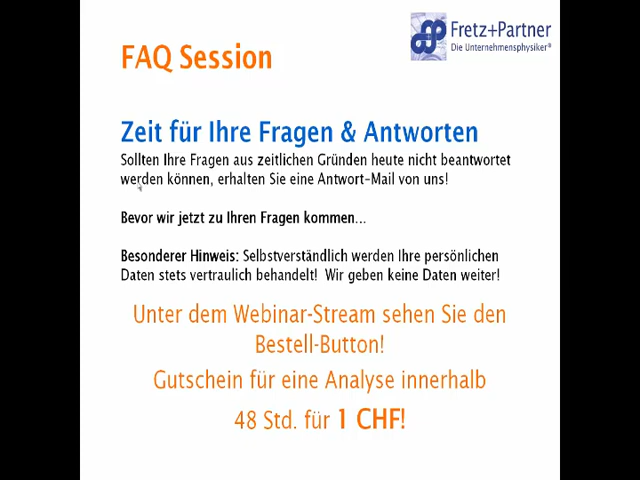 Fretz+Partner
Die Unternehmensphysiker®
FAQ Session
Zeit für Ihre Fragen & Antworten
Sollten Ihre Fragen aus zeitlichen Gründen heute nicht beantwortet
werden können, erhalten Sie eine Antwort-Mail von uns!
Bevor wir jetzt zu Ihren Fragen kommen...
Besonderer Hinweis: Selbstverständlich werden Ihre persönlichen
Daten stets vertraulich behandelt! Wir geben keine Daten weiter!
Unter dem Webinar-Stream sehen Sie den
Bestell-Button!
Gutschein für eine Analyse innerhalb
48 Std. für 1 CHF!